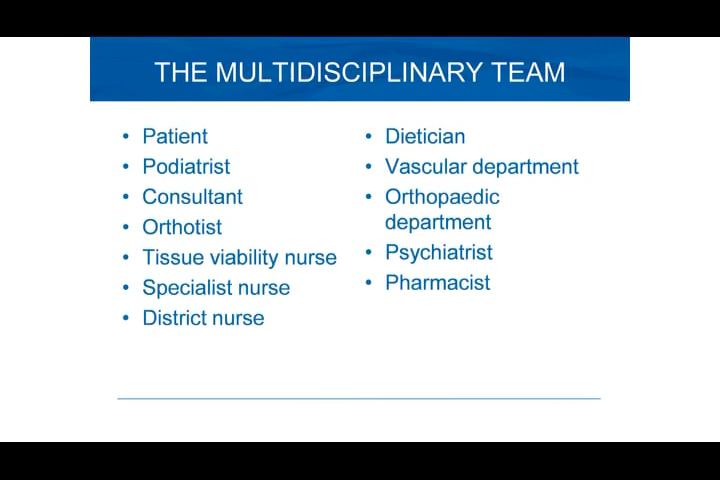 THE MULTIDISCIPLINARY TEAM
• Patient
• Podiatrist
• Consultant
• Orthotist
• Tissue viability nurse
• Specialist nurse
• District nurse
• Dietician
• Vascular department
• Orthopaedic
department
• Psychiatrist
• Pharmacist